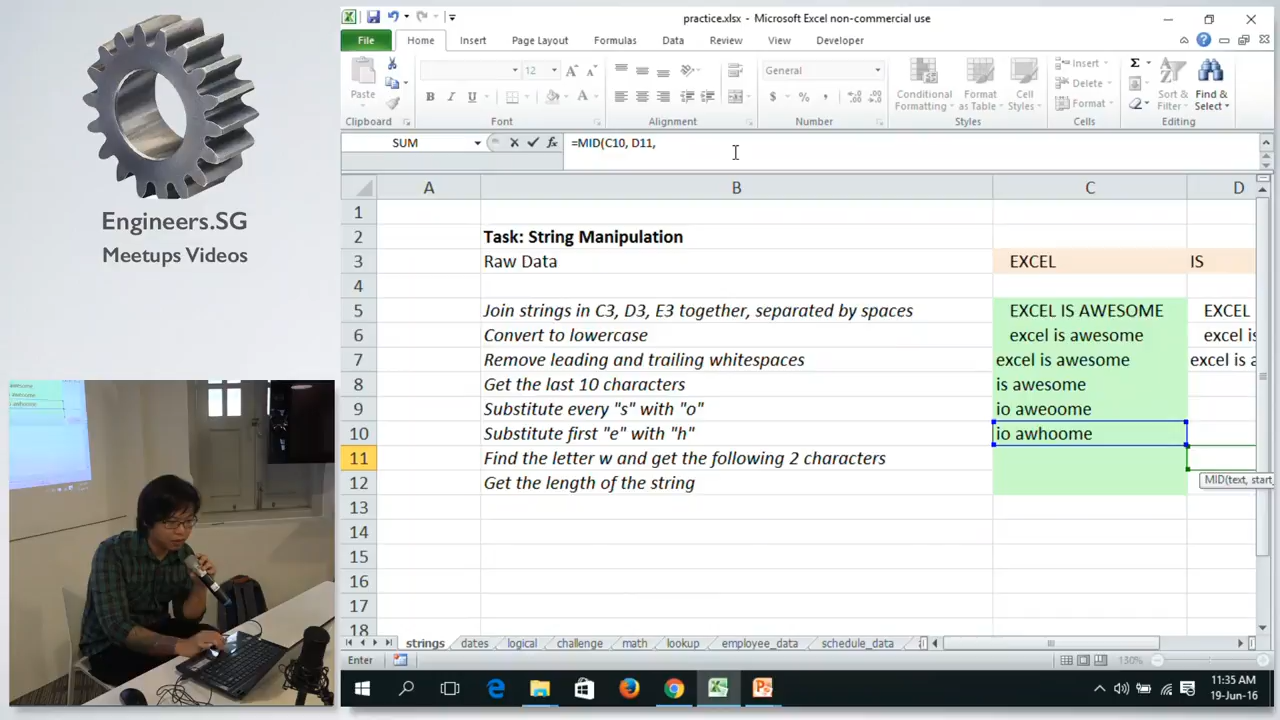 practice.xlsx - Microsoft Excel non-commercial use
File Home Insert Page Layout Formulas Data Review View Developer
Paste
12
General
Conditional Formatting
Format as Table
Cell Styles
Insert
Delete
Format
Sort & Filter
Find & Select
Clipboard Font Alignment Number Styles Cells Editing
SUM =MID(C10, D11,
A B C D
1
2 Task: String Manipulation
3 Raw Data EXCEL IS
4
5 Join strings in C3, D3, E3 together, separated by spaces EXCEL IS AWESOME EXCEL
6 Convert to lowercase excel is awesome excel is
7 Remove leading and trailing whitespaces excel is awesome excel is a
8 Get the last 10 characters is awesome
9 Substitute every "s" with "o" io aweoome
10 Substitute first "e" with "h" io awhoome
11 Find the letter w and get the following 2 characters
12 Get the length of the string
MID(text, start_
13
14
15
16
17
18
strings dates logical challenge math lookup employee_data schedule_data
Enter 130%
11:35 AM
19-Jun-16
Engineers.SG
Meetups Videos